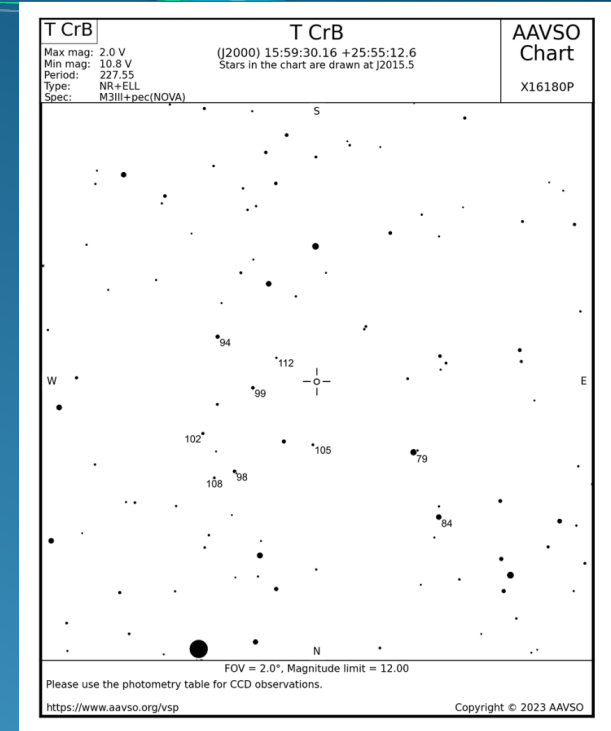 T CrB
Max mag: 2.0 V
Min mag: 10.8 V
Period: 227.55
Type: NR+ELL
Spec: M3III+pec(NOVA)
T CrB
(J2000) 15:59:30.16 +25:55:12.6
Stars in the chart are drawn at J2015.5
AAVSO
Chart
X16180P
S
94
112
W
E
99
102
105
79
98
108
84
N
FOV = 2.0°, Magnitude limit = 12.00
Please use the photometry table for CCD observations.
https://www.aavso.org/vsp
Copyright © 2023 AAVSO